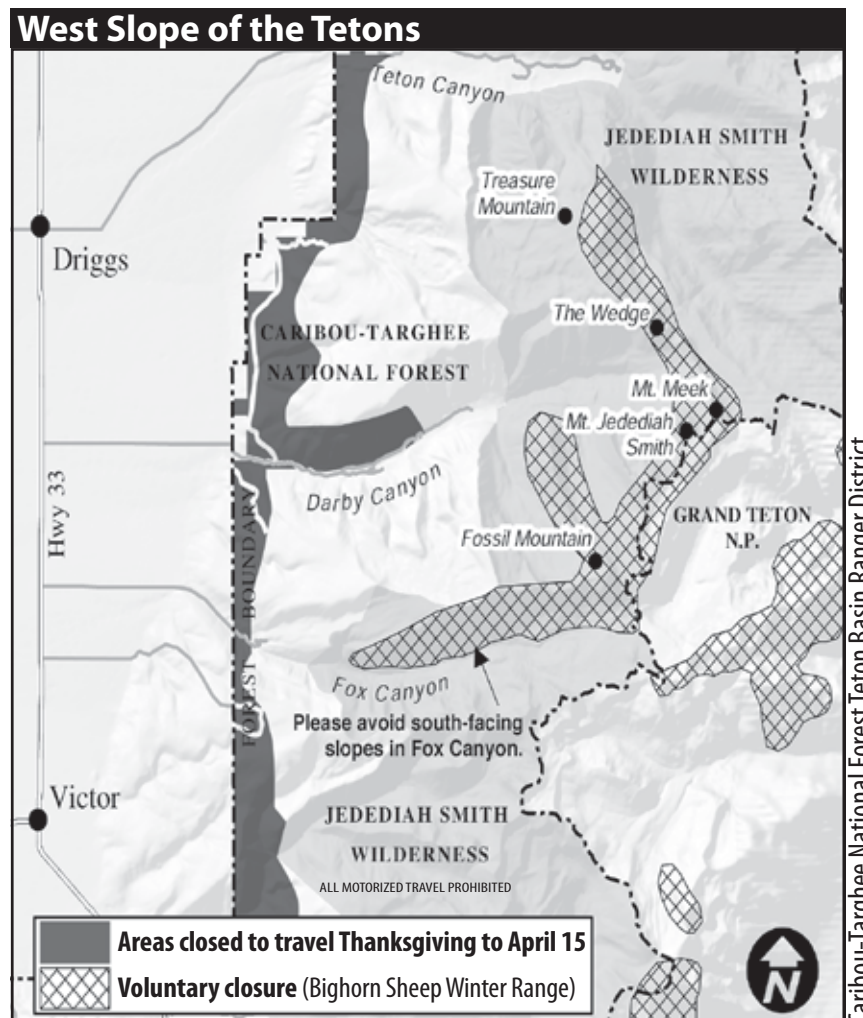 West Slope of the Tetons
Teton Canyon
JEDEDIAH SMITH
WILDERNESS
Treasure
Mountain
Driggs
The Wedge
CARIBOU-TARGHEE
NATIONAL FOREST
Mt. Meek
Mt. Jedediah
Smith
Darby Canyon
Hwy 33
GRAND TETON
N.P.
Fossil Mountain
FOREST BOUNDARY
Fox Canyon
Please avoid south-facing
slopes in Fox Canyon.
Victor
JEDEDIAH SMITH
WILDERNESS
ALL MOTORIZED TRAVEL PROHIBITED
Areas closed to travel Thanksgiving to April 15
Voluntary closure (Bighorn Sheep Winter Range)
N
Caribou-Targhee National Forest Teton Basin Ranger District